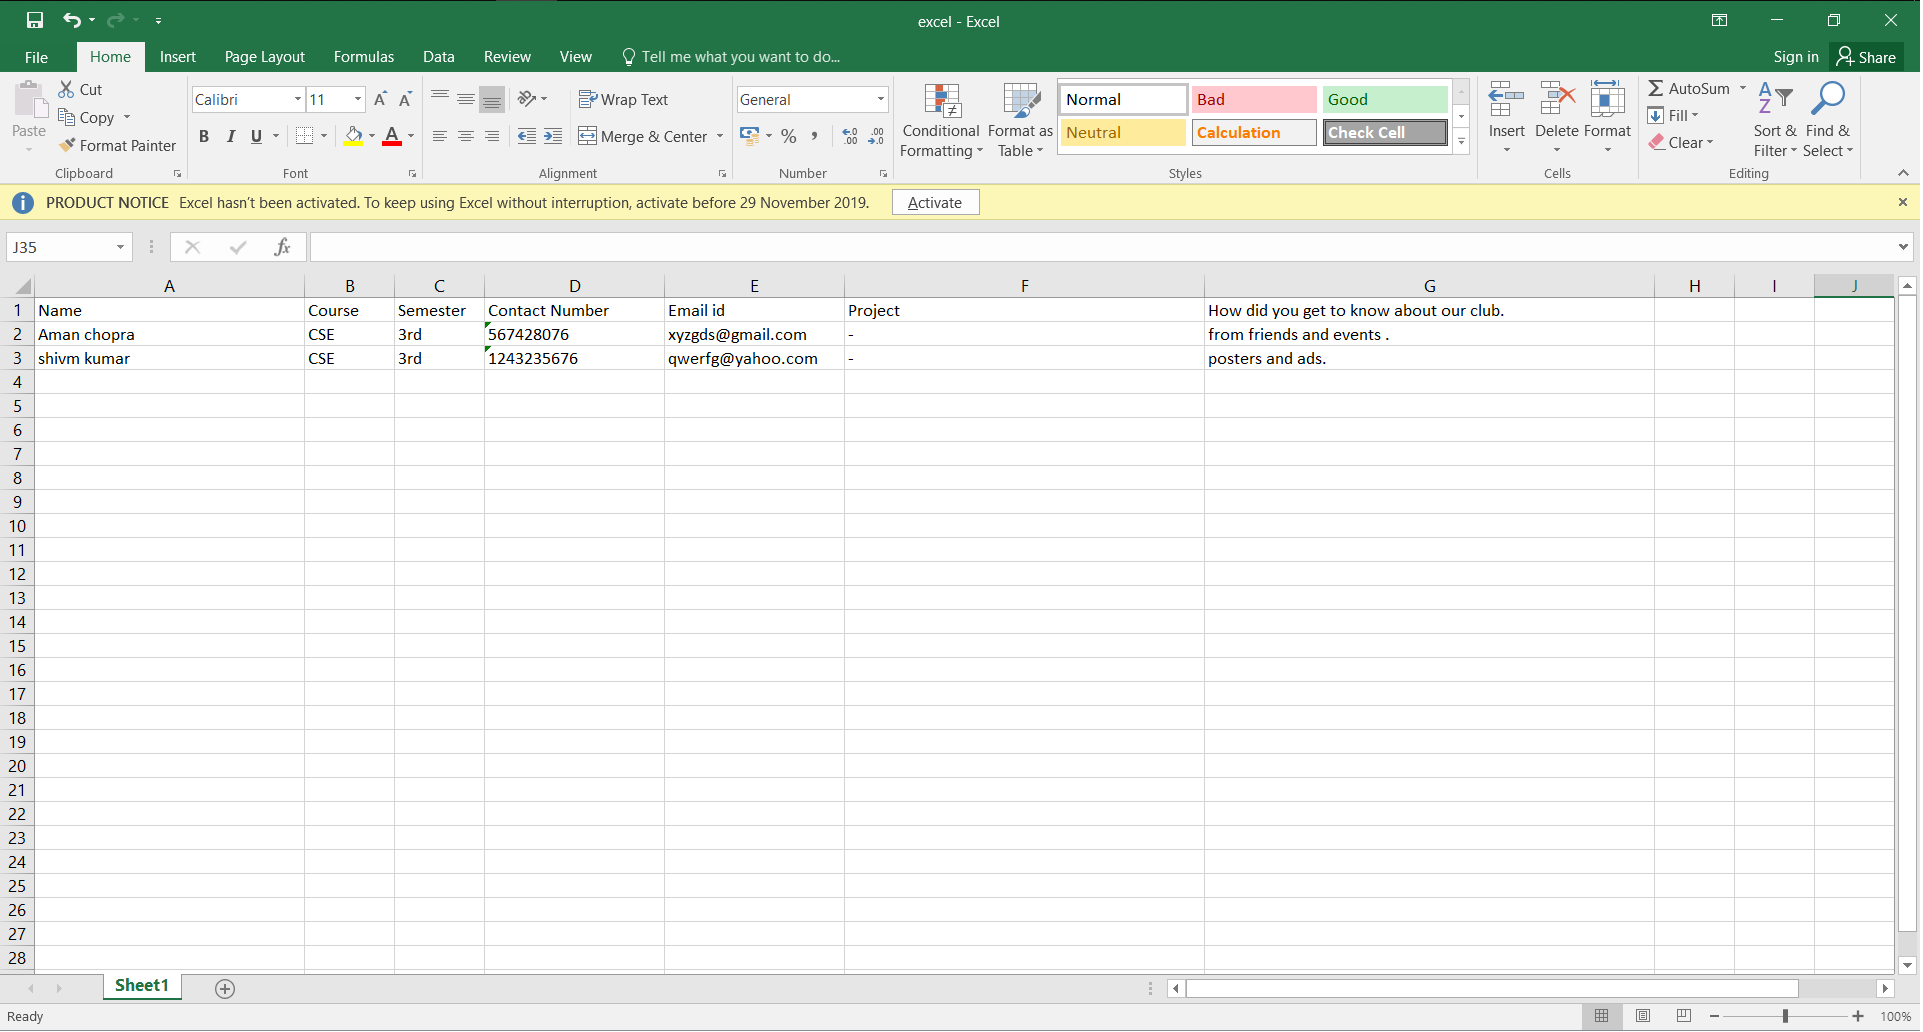 excel - Excel
File Home Insert Page Layout Formulas Data Review View Tell me what you want to do... Sign in Share
Paste
Cut
Copy
Format Painter
Clipboard
Calibri 11 A A
B I U A
Font
Wrap Text
Merge & Center
Alignment
General
% , .00 .00
Number
Conditional Formatting
Format as Table
Normal Bad Good
Neutral Calculation Check Cell
Styles
Insert Delete Format
Cells
AutoSum
Fill
Clear
Sort & Filter
Find & Select
Editing
PRODUCT NOTICE Excel hasn't been activated. To keep using Excel without interruption, activate before 29 November 2019. Activate
J35 fx
A B C D E F G H I J
1 Name Course Semester Contact Number Email id Project How did you get to know about our club.
2 Aman chopra CSE 3rd 567428076 xyzgds@gmail.com - from friends and events .
3 shivm kumar CSE 3rd 1243235676 qwerfg@yahoo.com - posters and ads.
4
5
6
7
8
9
10
11
12
13
14
15
16
17
18
19
20
21
22
23
24
25
26
27
28
Sheet1
Ready 100%